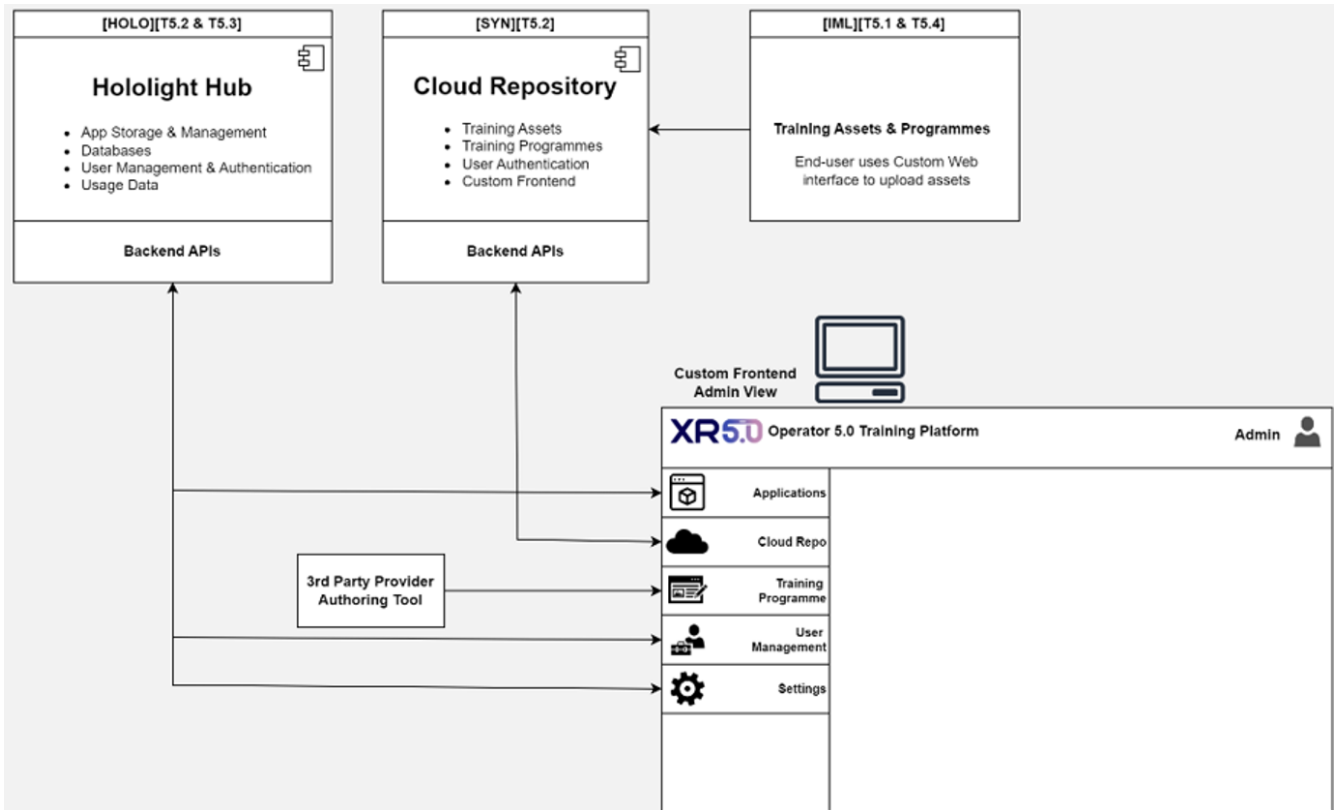 [HOLO][T5.2 & T5.3]
Hololight Hub
App Storage & Management
Databases
User Management & Authentication
Usage Data
Backend APIs
[SYN][T5.2]
Cloud Repository
Training Assets
Training Programmes
User Authentication
Custom Frontend
Backend APIs
[IML][T5.1 & T5.4]
Training Assets & Programmes
End-user uses Custom Web
interface to upload assets
Custom Frontend
Admin View
XR5.0 Operator 5.0 Training Platform
Admin
Applications
Cloud Repo
3rd Party Provider
Authoring Tool
Training
Programme
User
Management
Settings